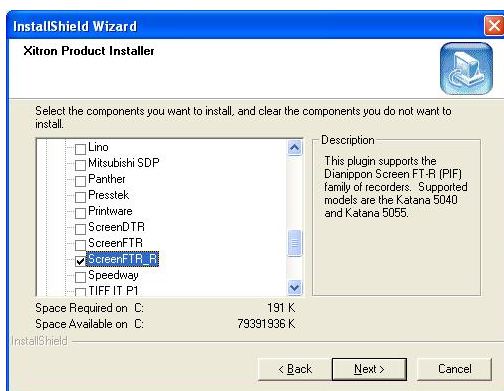 InstallShield Wizard
Xitron Product Installer
Select the components you want to install, and clear the components you do not want to
install.
Lino
Mitsubishi SDP
Panther
Presstek
Printware
ScreenDTR
ScreenFTR
ScreenFTR_R
Speedway
TIFF IT P1
Description
This plugin supports the
Dianippon Screen FT-R (PIF)
family of recorders. Supported
models are the Katana 5040
and Katana 5055.
Space Required on C: 191 K
Space Available on C: 79391936 K
InstallShield
< Back
Next >
Cancel